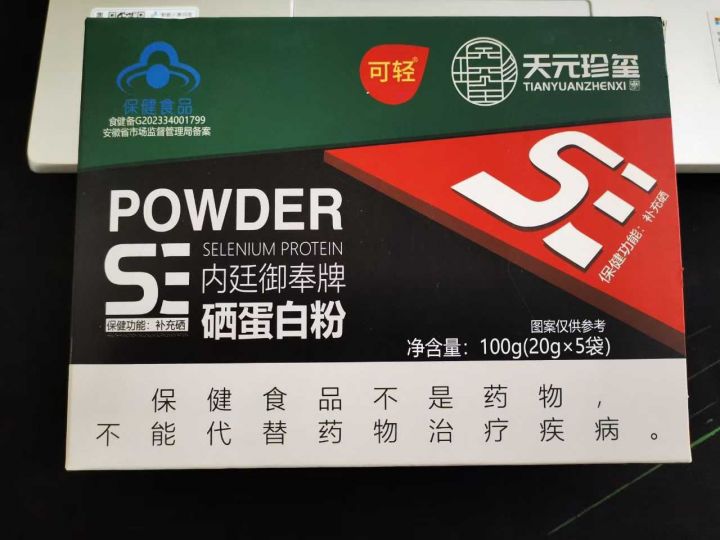 保健食品
食健备G202334001799
安徽省市场监督管理局备案
可轻®
天元珍玺
TIANYUANZHENXI
SE
保健功能：补充硒
POWDER
SE
SELENIUM PROTEIN
内廷御奉牌
保健功能：补充硒
硒蛋白粉
图案仅供参考
净含量：100g(20g×5袋)
保健食品不是药物，
不能代替药物治疗疾病。